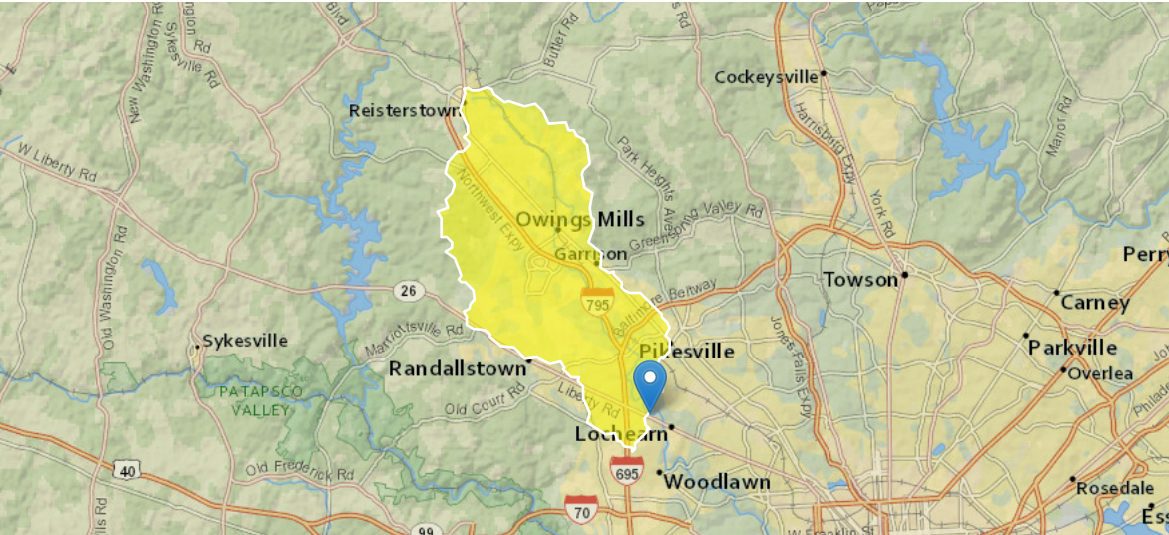 Blvd
New Washington Rd
Sykesville Rd
Butler Rd
Cockeysville
Reisterstown
Harrisburg Expy
Manor Rd
W Liberty Rd
Park Heights Ave
Northwest Expy
York Rd
Owings Mills
Greenspring Valley Rd
Garrison
Old Washington Rd
Towson
26
795
Baltimore Beltway
Carney
Marriottsville Rd
Jones Falls Expy
Sykesville
Pikesville
Parkville
Randallstown
Overlea
PATAPSCO
VALLEY
Old Court Rd
Liberty Rd
Lochearn
40
Old Frederick Rd
695
Woodlawn
Rosedale
70
99
W Franklin St